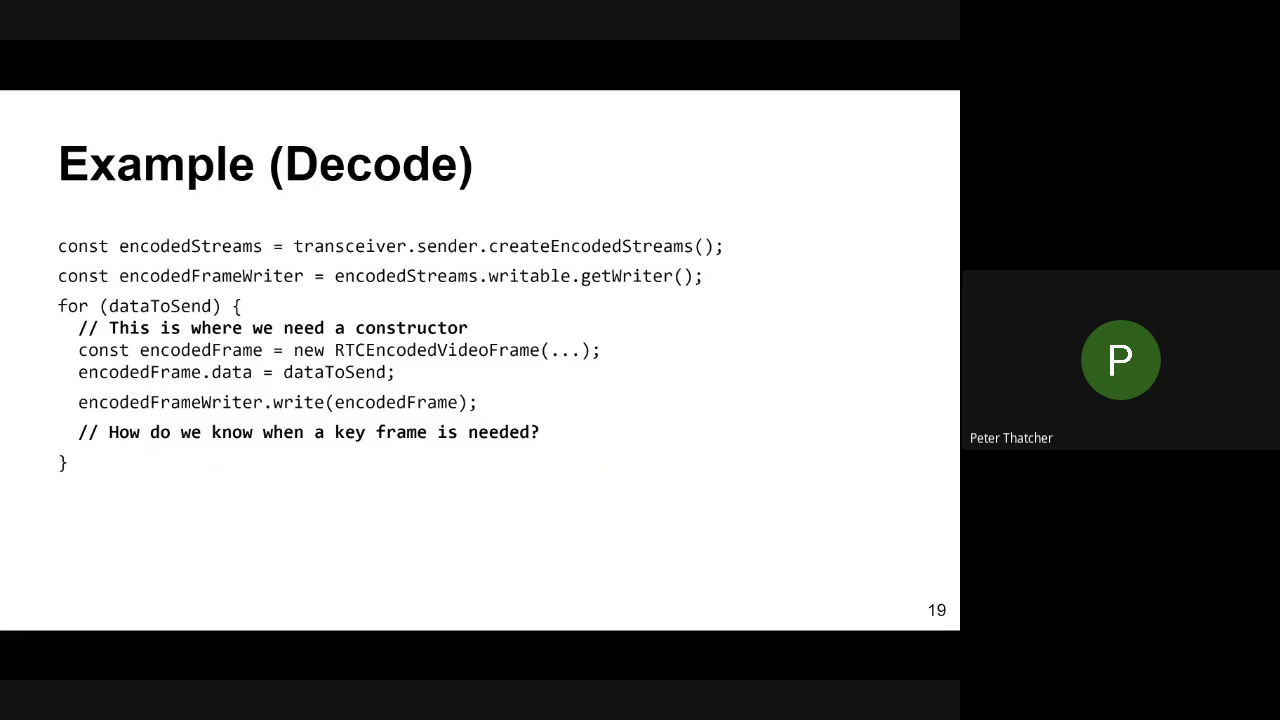 Example (Decode)
const encodedStreams = transceiver.sender.createEncodedStreams();
const encodedFrameWriter = encodedStreams.writable.getWriter();
for (dataToSend) {
  // This is where we need a constructor
  const encodedFrame = new RTCEncodedVideoFrame(...);
  encodedFrame.data = dataToSend;
  encodedFrameWriter.write(encodedFrame);
  // How do we know when a key frame is needed?
}
19
P
Peter Thatcher